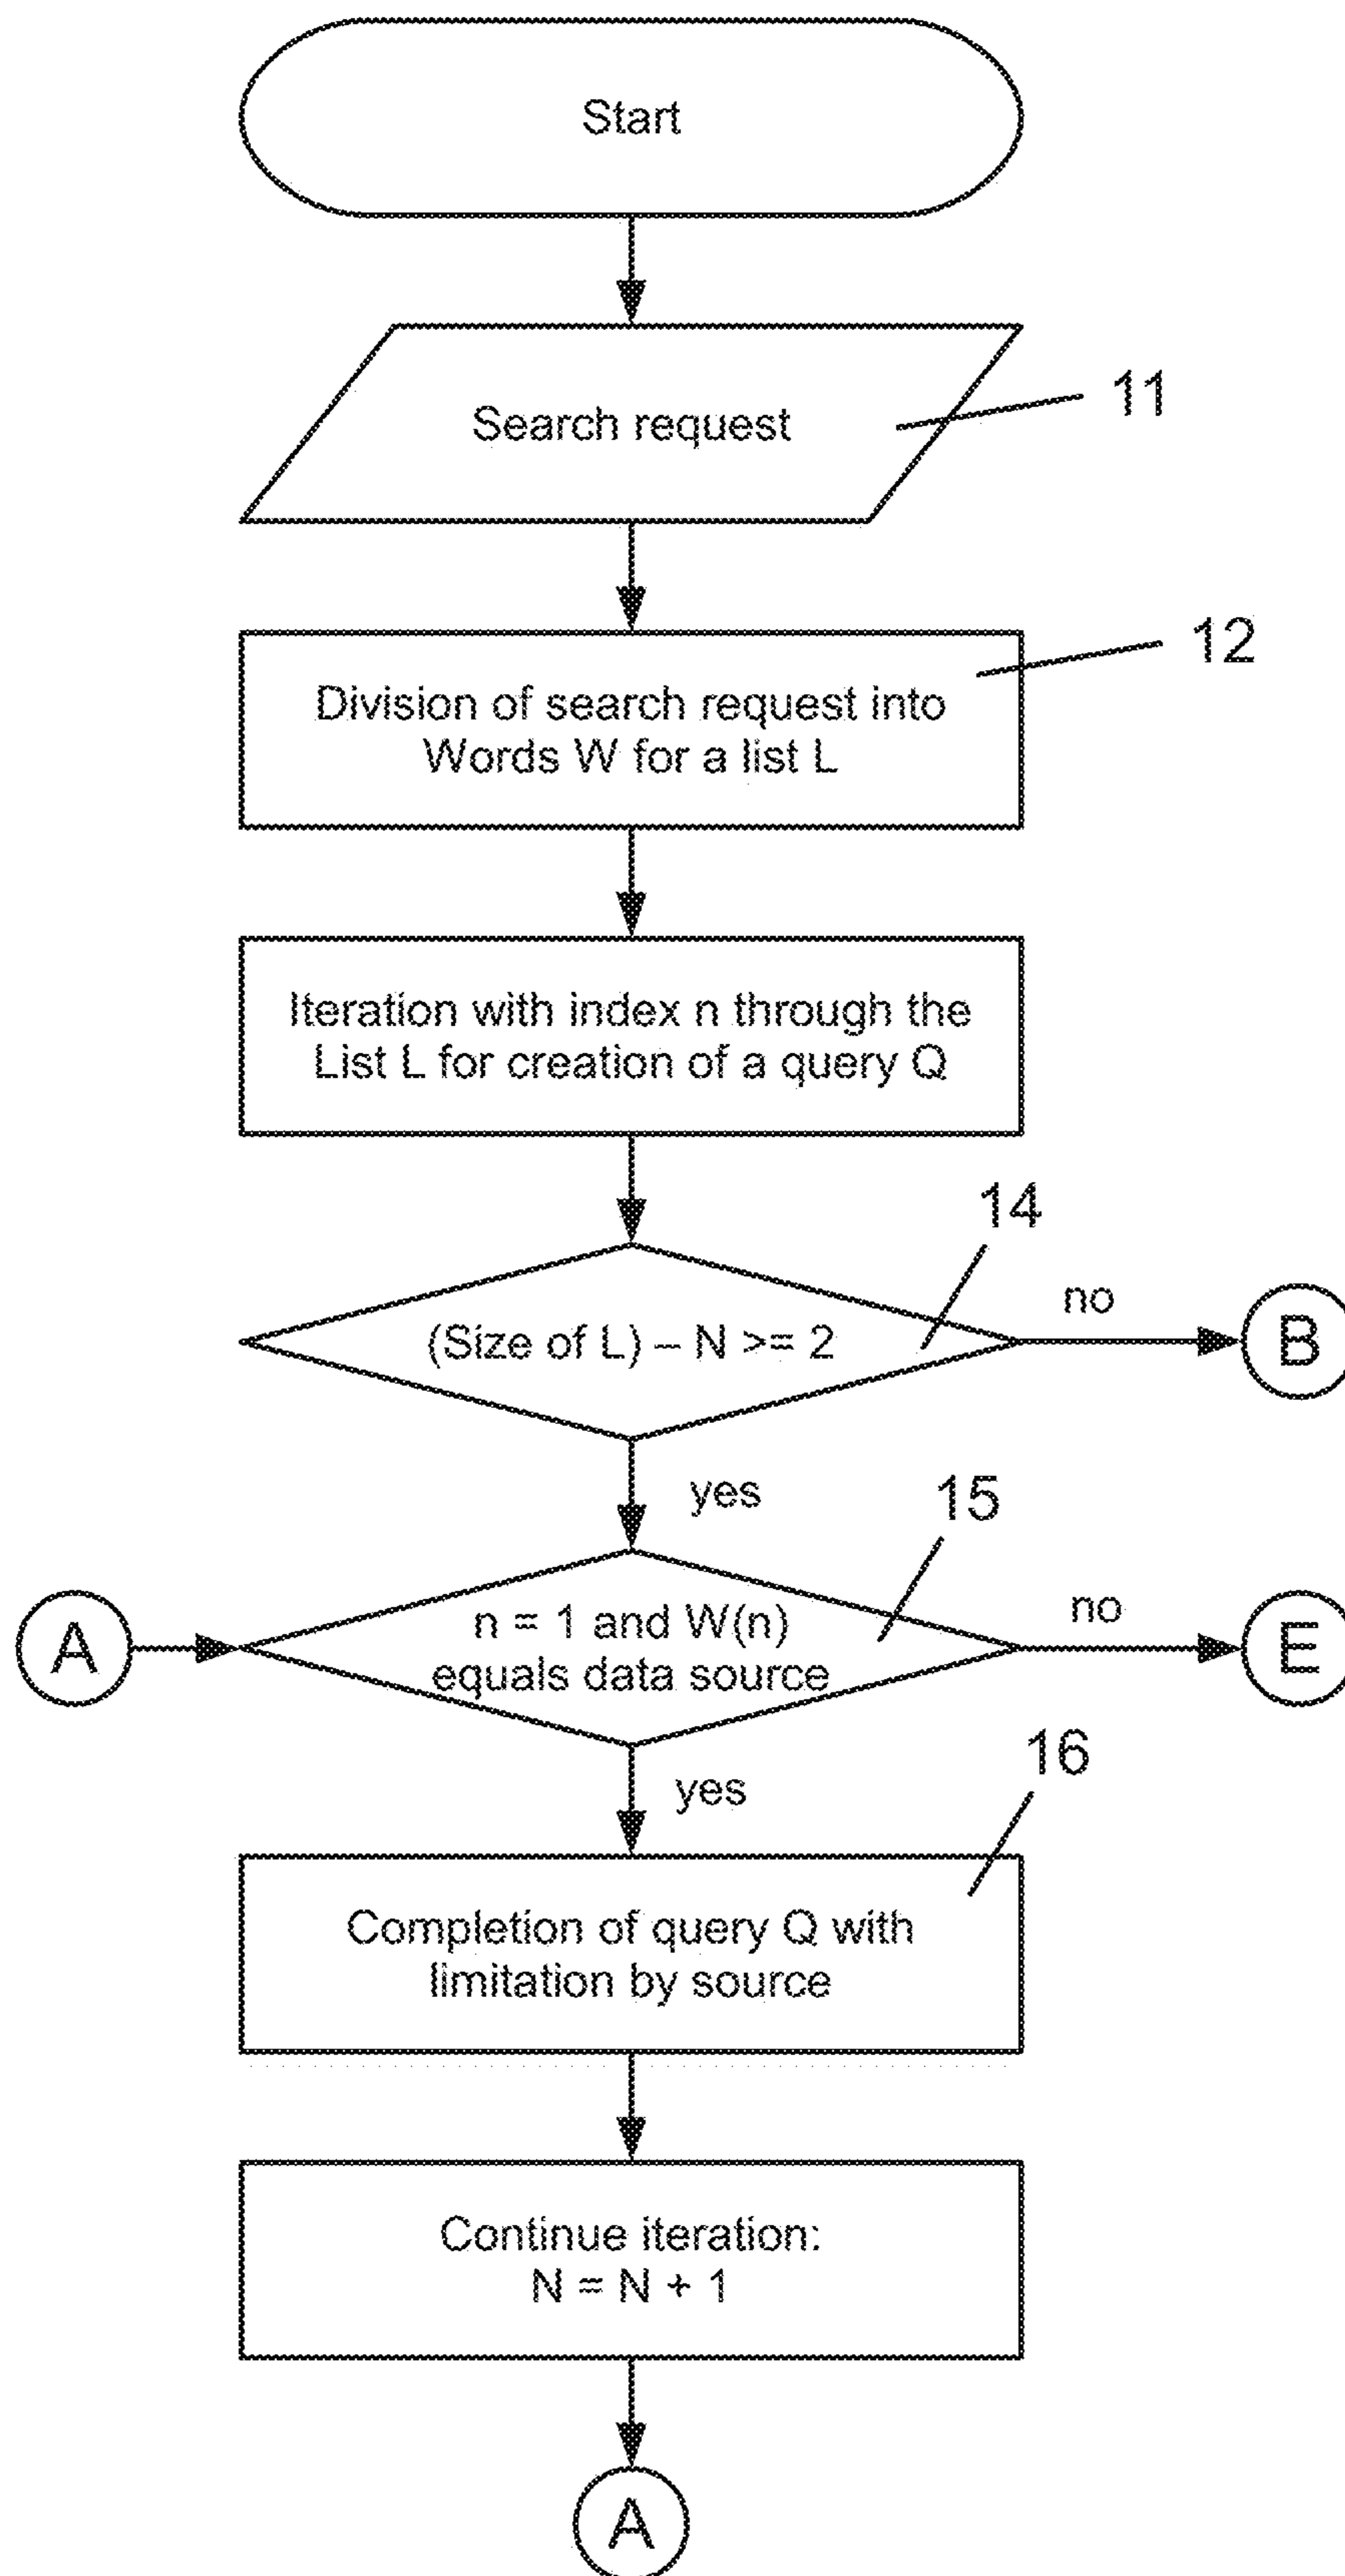 Start
Search request
11
12
Division of search request into
Words W for a list L
Iteration with index n through the
List L for creation of a query Q
14
(Size of L) – N >= 2
no
B
yes
15
A
n = 1 and W(n)
equals data source
no
E
yes
16
Completion of query Q with
limitation by source
Continue iteration:
N = N + 1
A